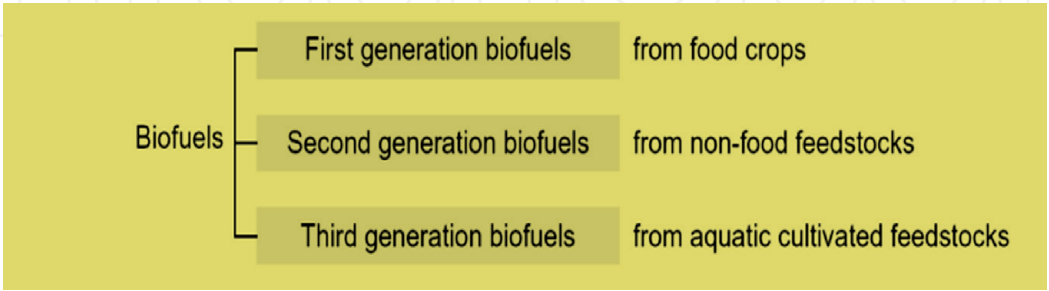 First generation biofuels from food crops
Biofuels
Second generation biofuels from non-food feedstocks
Third generation biofuels from aquatic cultivated feedstocks